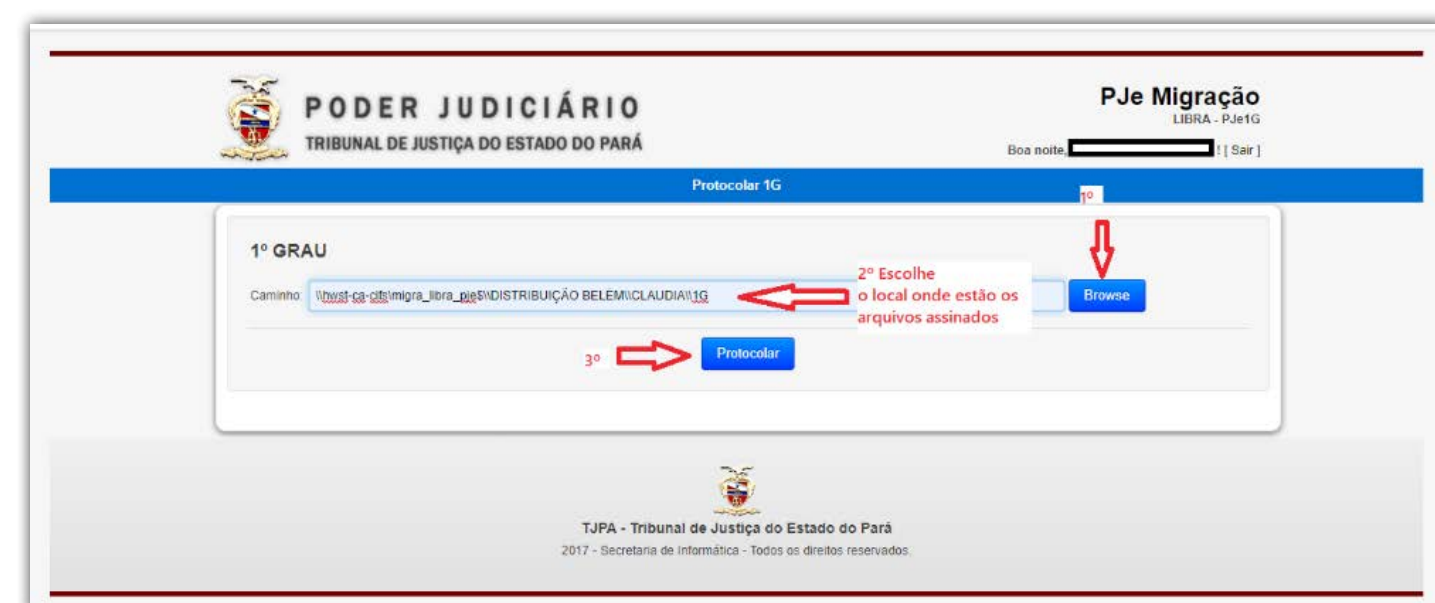 PODER JUDICIÁRIO
TRIBUNAL DE JUSTIÇA DO ESTADO DO PARÁ
PJe Migração
LIBRA - PJe1G
Boa noite, ! [ Sair ]
Protocolar 1G
1º
1º GRAU
Caminho: \\hwst-ca-cifs\migra_libra_pje$\\DISTRIBUIÇÃO BELÉM\\CLAUDIA\\1G
2º Escolhe
o local onde estão os
arquivos assinados
Browse
3º
Protocolar
TJPA - Tribunal de Justiça do Estado do Pará
2017 - Secretaria de Informática - Todos os direitos reservados.